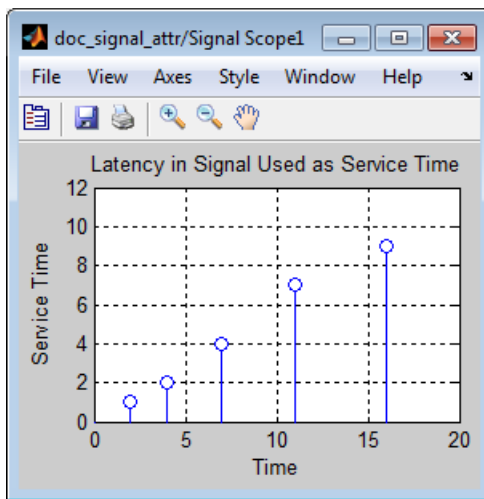 doc_signal_attr/Signal Scope1
File View Axes Style Window Help
Latency in Signal Used as Service Time
12
10
8
6
4
2
0
Service Time
0 5 10 15 20
Time